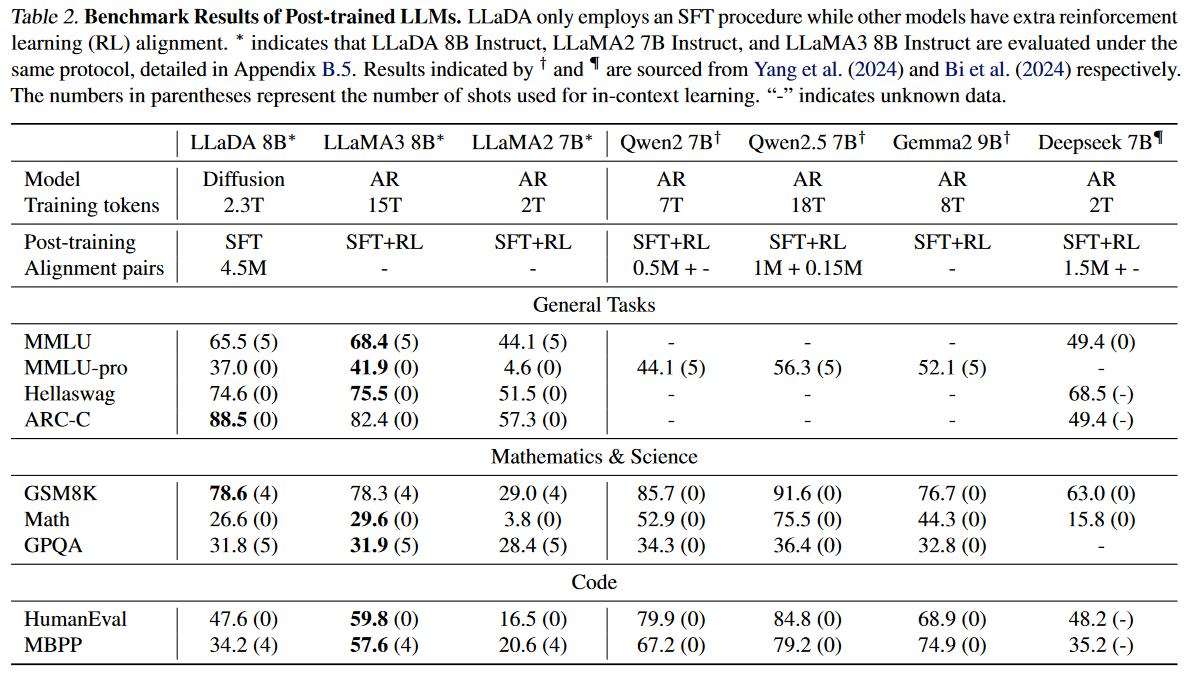 Table 2. Benchmark Results of Post-trained LLMs. LLaDA only employs an SFT procedure while other models have extra reinforcement
learning (RL) alignment. * indicates that LLaDA 8B Instruct, LLaMA2 7B Instruct, and LLaMA3 8B Instruct are evaluated under the
same protocol, detailed in Appendix B.5. Results indicated by † and ¶ are sourced from Yang et al. (2024) and Bi et al. (2024) respectively.
The numbers in parentheses represent the number of shots used for in-context learning. “-” indicates unknown data.
LLaDA 8B* LLaMA3 8B* LLaMA2 7B* Qwen2 7B† Qwen2.5 7B† Gemma2 9B† Deepseek 7B¶
Model Diffusion AR AR AR AR AR AR
Training tokens 2.3T 15T 2T 7T 18T 8T 2T
Post-training SFT SFT+RL SFT+RL SFT+RL SFT+RL SFT+RL SFT+RL
Alignment pairs 4.5M - - 0.5M + - 1M + 0.15M - 1.5M + -
General Tasks
MMLU 65.5 (5) 68.4 (5) 44.1 (5) - - - 49.4 (0)
MMLU-pro 37.0 (0) 41.9 (0) 4.6 (0) 44.1 (5) 56.3 (5) 52.1 (5) -
Hellaswag 74.6 (0) 75.5 (0) 51.5 (0) - - - 68.5 (-)
ARC-C 88.5 (0) 82.4 (0) 57.3 (0) - - - 49.4 (-)
Mathematics & Science
GSM8K 78.6 (4) 78.3 (4) 29.0 (4) 85.7 (0) 91.6 (0) 76.7 (0) 63.0 (0)
Math 26.6 (0) 29.6 (0) 3.8 (0) 52.9 (0) 75.5 (0) 44.3 (0) 15.8 (0)
GPQA 31.8 (5) 31.9 (5) 28.4 (5) 34.3 (0) 36.4 (0) 32.8 (0) -
Code
HumanEval 47.6 (0) 59.8 (0) 16.5 (0) 79.9 (0) 84.8 (0) 68.9 (0) 48.2 (-)
MBPP 34.2 (4) 57.6 (4) 20.6 (4) 67.2 (0) 79.2 (0) 74.9 (0) 35.2 (-)